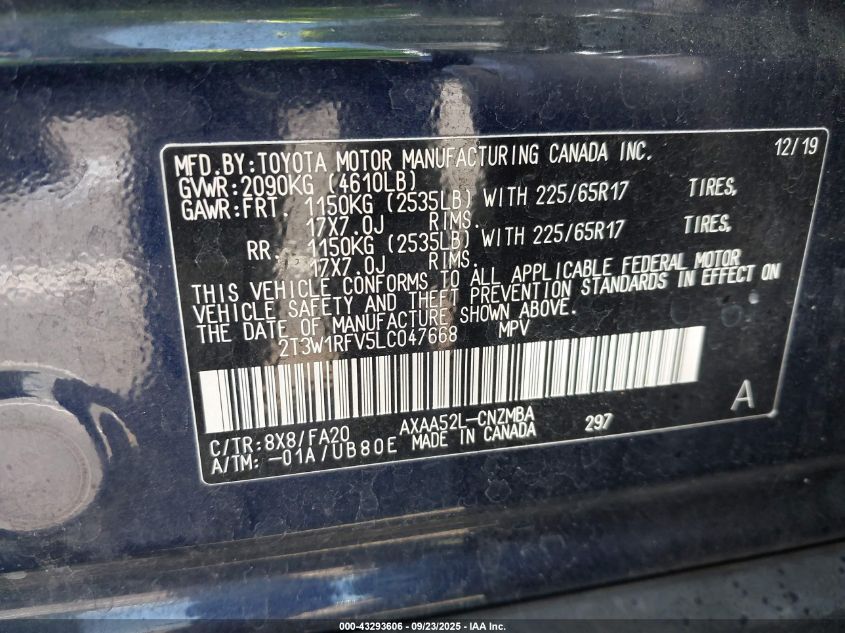 MFD.BY:TOYOTA MOTOR MANUFACTURING CANADA INC. 12/19
GVWR:2090KG (4610LB)
GAWR:FRT. 1150KG (2535LB) WITH 225/65R17 TIRES,
17X7.0J RIMS.
RR. 1150KG (2535LB) WITH 225/65R17 TIRES,
17X7.0J RIMS.
THIS VEHICLE CONFORMS TO ALL APPLICABLE FEDERAL MOTOR
VEHICLE SAFETY AND THEFT PREVENTION STANDARDS IN EFFECT ON
THE DATE OF MANUFACTURE SHOWN ABOVE.
2T3W1RFV5LC047668 MPV
A
C/TR:8X8/FA20 AXAA52L-CNZMBA 297
A/TM:-01A/UB80E MADE IN CANADA
000-43293606 • 09/23/2025 - IAA Inc.